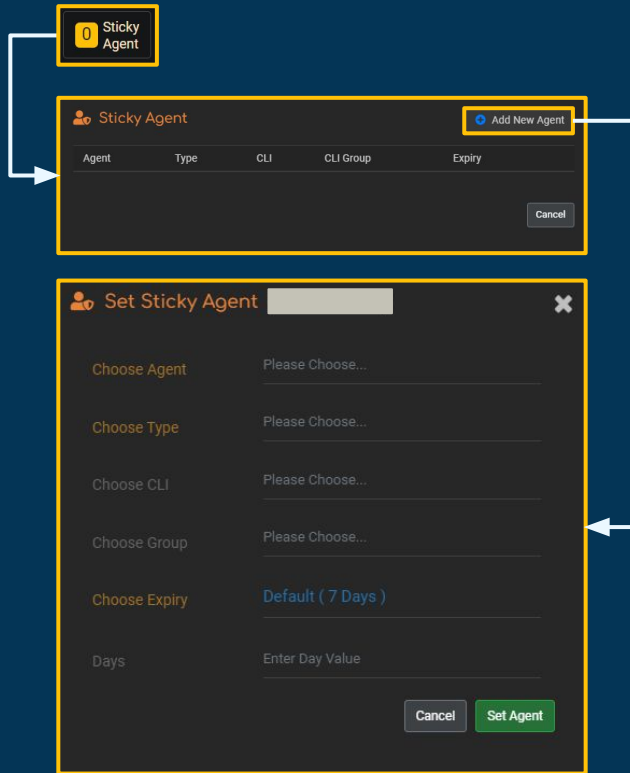 0 Sticky
Agent
Sticky Agent
Add New Agent
Agent Type CLI CLI Group Expiry
Cancel
Set Sticky Agent
Choose Agent Please Choose...
Choose Type Please Choose...
Choose CLI Please Choose...
Choose Group Please Choose...
Choose Expiry Default ( 7 Days )
Days Enter Day Value
Cancel Set Agent